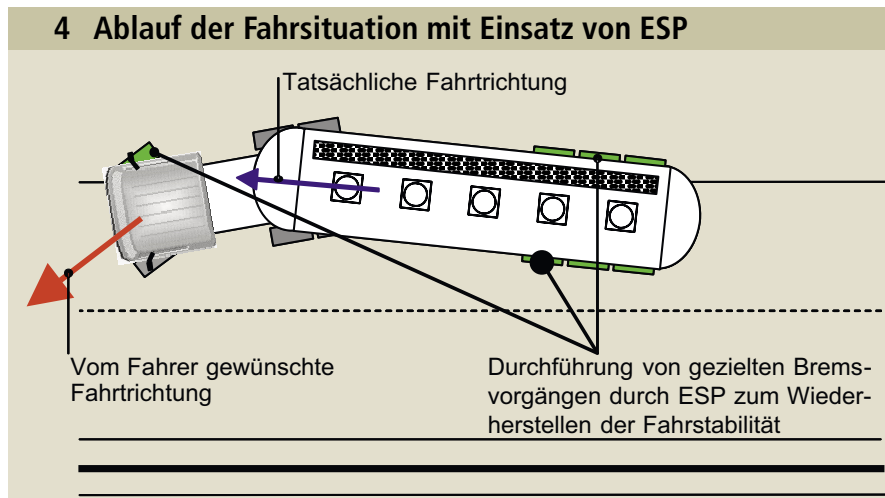 4 Ablauf der Fahrsituation mit Einsatz von ESP
Tatsächliche Fahrtrichtung
Vom Fahrer gewünschte
Fahrtrichtung
Durchführung von gezielten Brems-
vorgängen durch ESP zum Wieder-
herstellen der Fahrstabilität